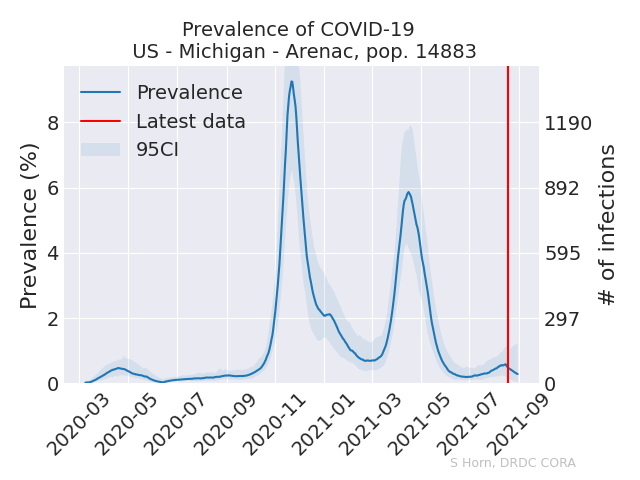 Prevalence of COVID-19
US - Michigan - Arenac, pop. 14883
Prevalence
Latest data
95CI
Prevalence (%)
8
6
4
2
0
1190
892
595
297
0
# of infections
2020-03
2020-05
2020-07
2020-09
2020-11
2021-01
2021-03
2021-05
2021-07
2021-09
S Horn, DRDC CORA